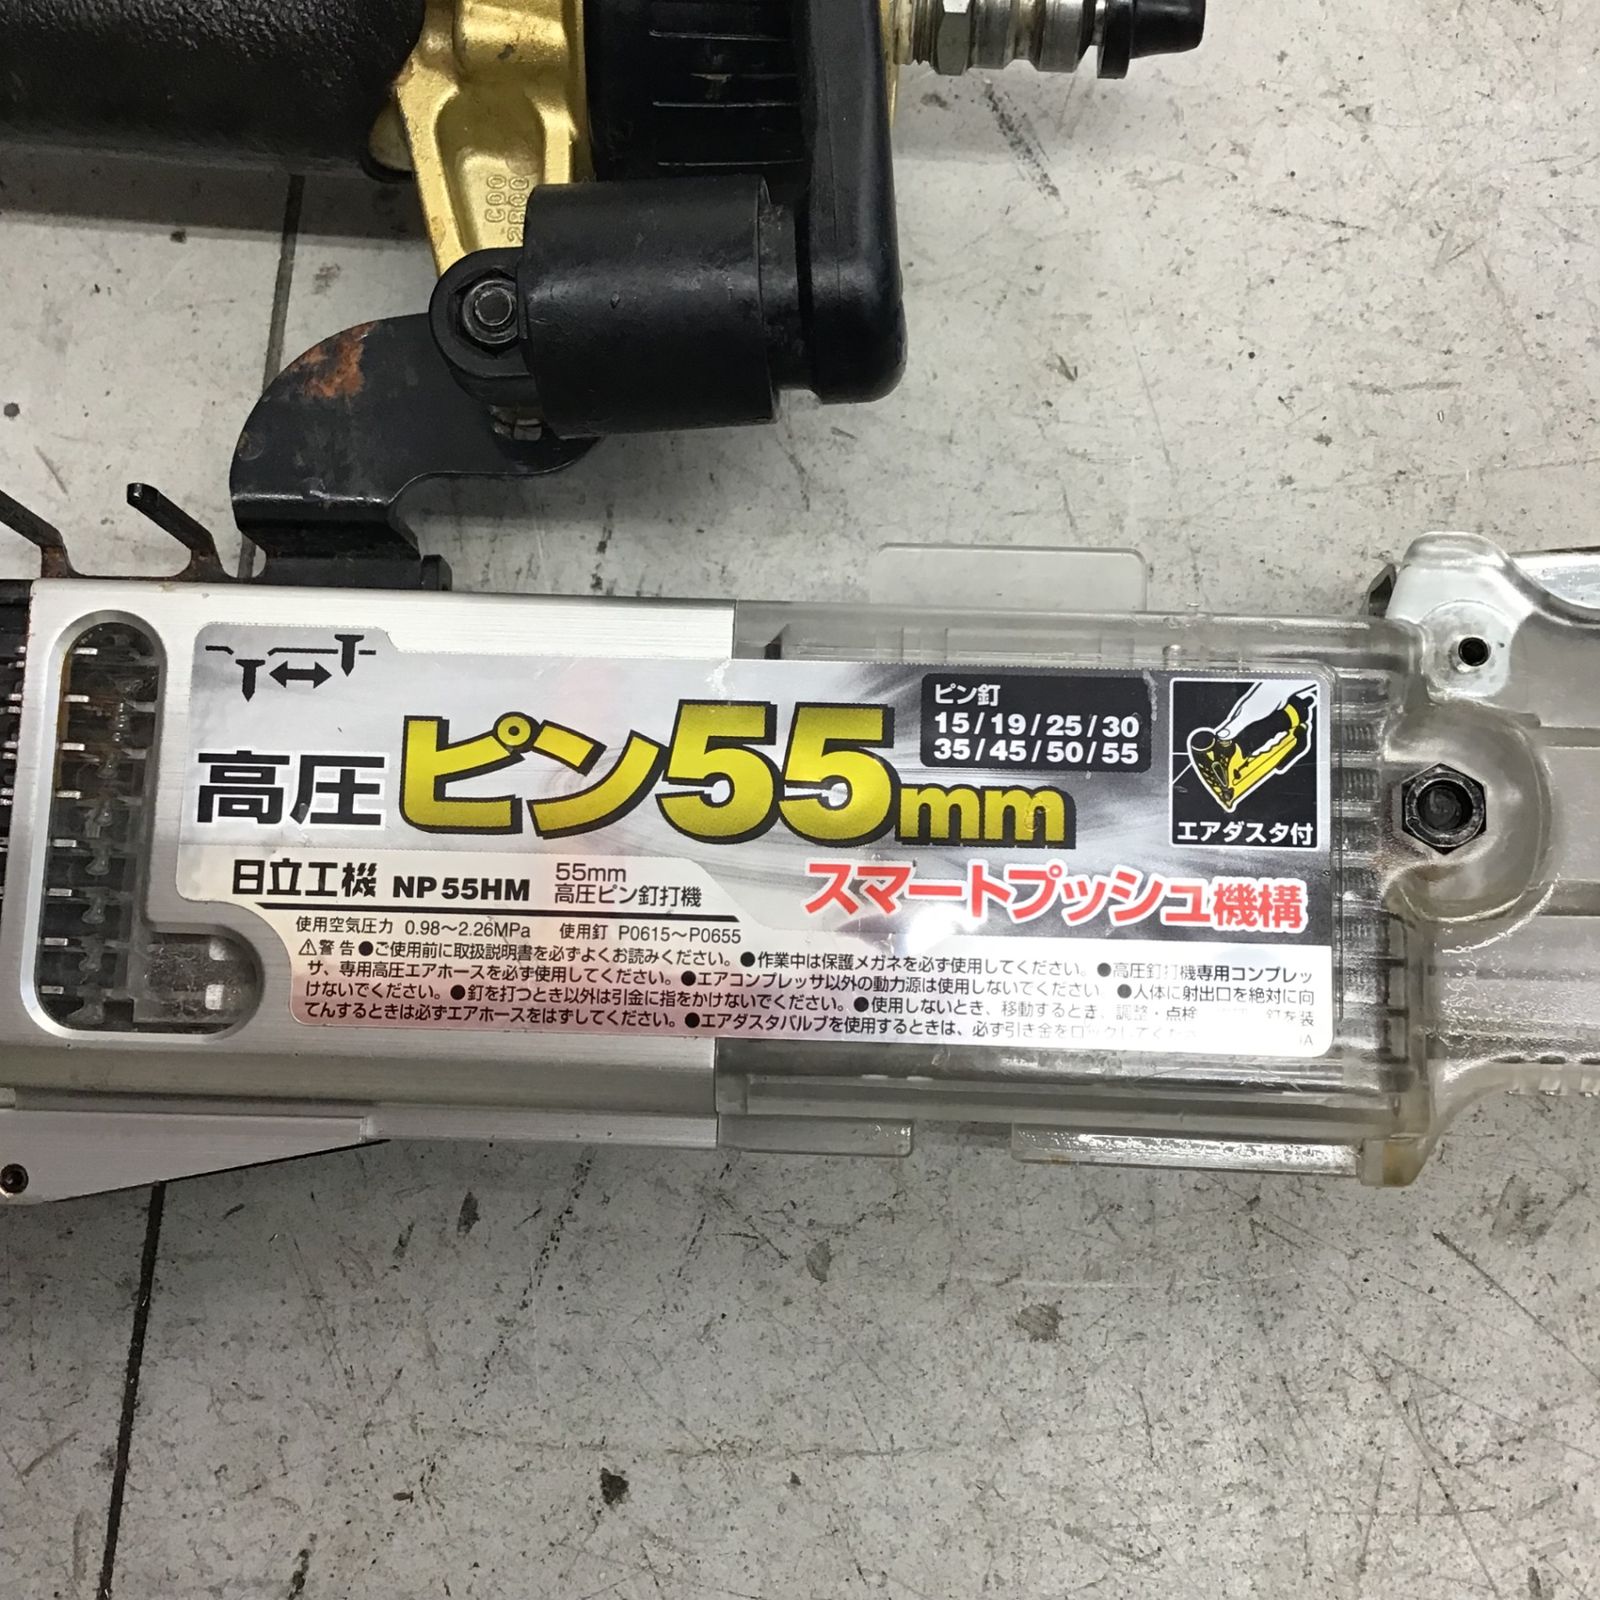 高圧 ピン55mm
ピン釘
15/19/25/30
35/45/50/55
エアダスタ付
日立工機 NP55HM 55mm
高圧ピン釘打機
スマートプッシュ機構
使用空気圧力 0.98〜2.26MPa 使用釘 P0615〜P0655
⚠警告 ●ご使用前に取扱説明書を必ずよくお読みください。●作業中は保護メガネを必ず使用してください。●高圧釘打機専用コンプレッ
サ、専用高圧エアホースを必ず使用してください。●エアコンプレッサ以外の動力源は使用しないでください ●人体に射出口を絶対に向
けないでください。●釘を打つとき以外は引金に指をかけないでください。●使用しないとき、移動するとき、調整・点検 釘を装
てんするときは必ずエアホースをはずしてください。●エアダスタバルブを使用するときは、必ず引き金をロックしてくだ